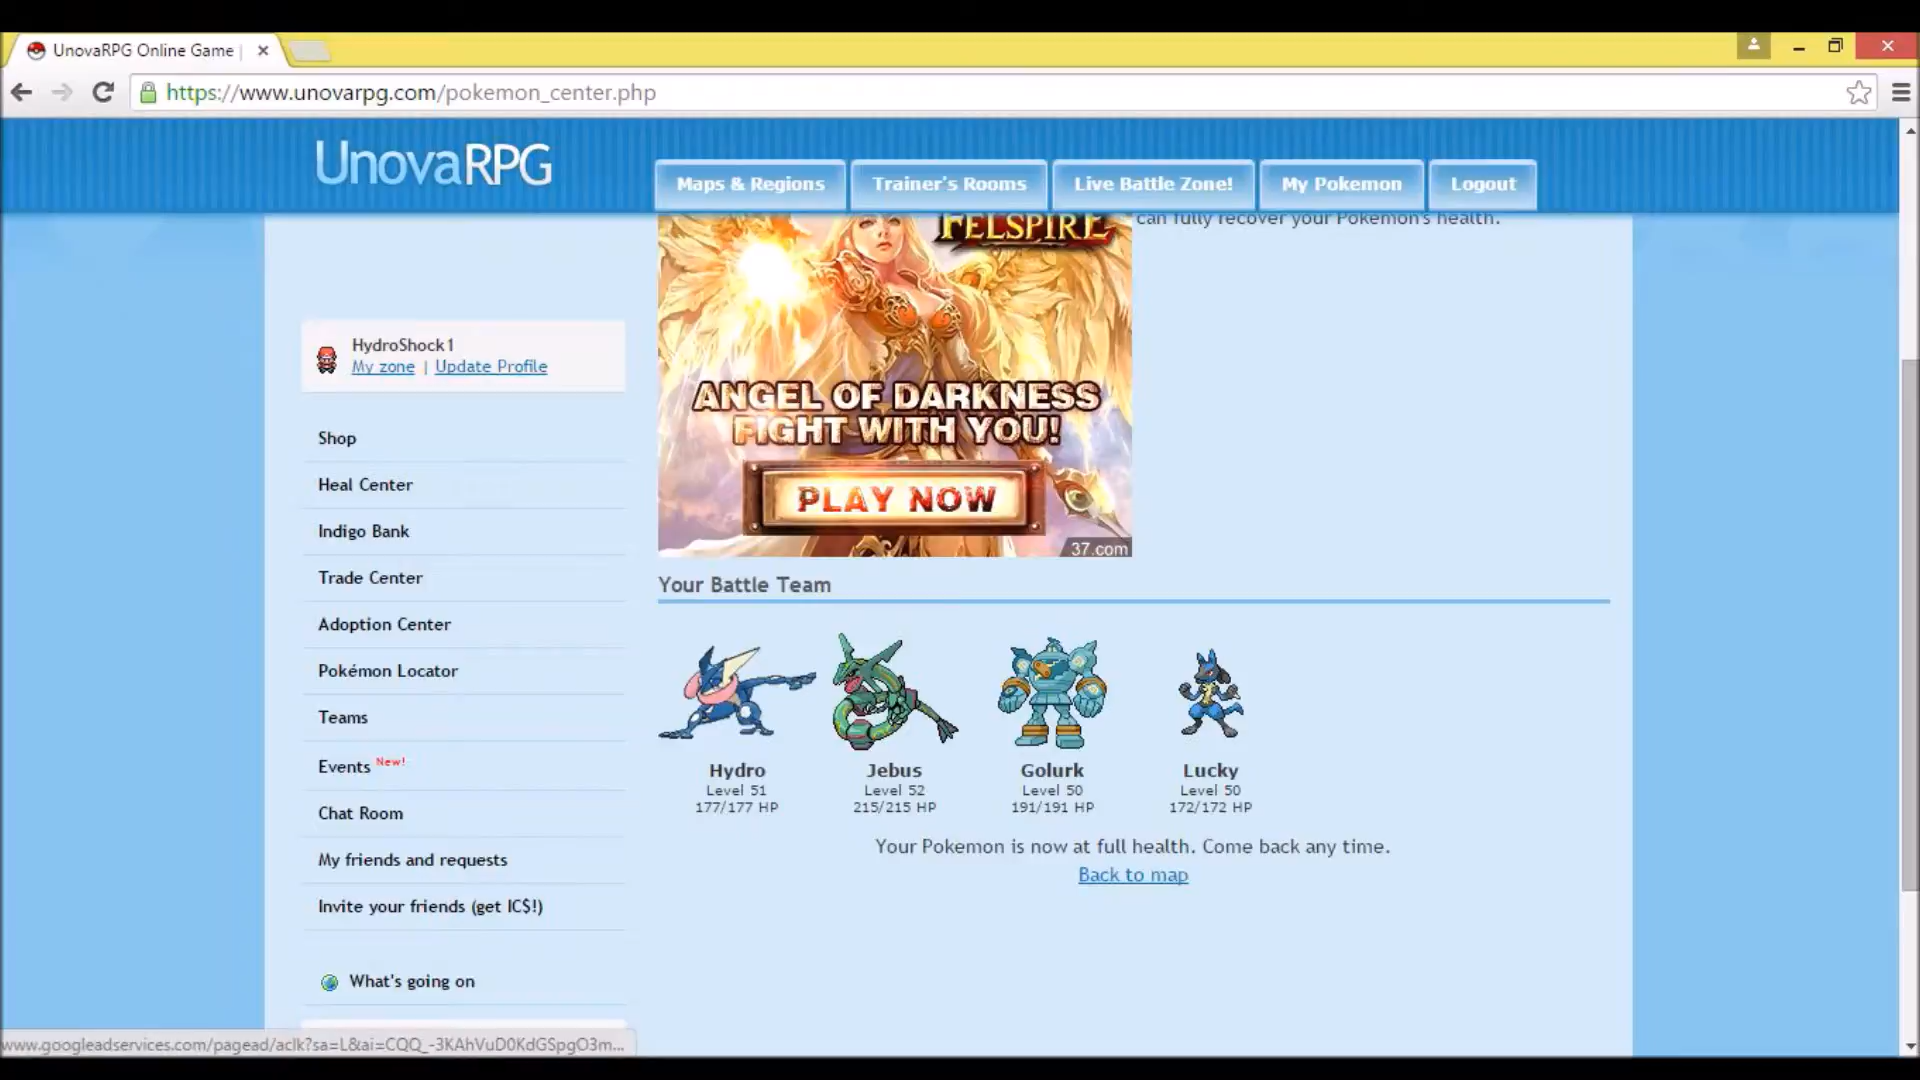 UnovaRPG Online Game |
https://www.unovarpg.com/pokemon_center.php
UnovaRPG
Maps & Regions
Trainer's Rooms
Live Battle Zone!
My Pokemon
Logout
can fully recover your Pokemon's health.
FELSPIRE
ANGEL OF DARKNESS
FIGHT WITH YOU!
PLAY NOW
37.com
HydroShock1
My zone | Update Profile
Shop
Heal Center
Indigo Bank
Trade Center
Adoption Center
Pokémon Locator
Teams
Events New!
Chat Room
My friends and requests
Invite your friends (get IC$!)
What's going on
Your Battle Team
Hydro
Level 51
177/177 HP
Jebus
Level 52
215/215 HP
Golurk
Level 50
191/191 HP
Lucky
Level 50
172/172 HP
Your Pokemon is now at full health. Come back any time.
Back to map
www.googleadservices.com/pagead/aclk?sa=L&ai=CQQ_-3KAhVuD0KdGSpgO3m...